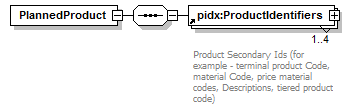 PlannedProduct
pidx:ProductIdentifiers
1..4
Product Secondary Ids (for
example - terminal product Code,
material Code, price material
codes, Descriptions, tiered product
code)